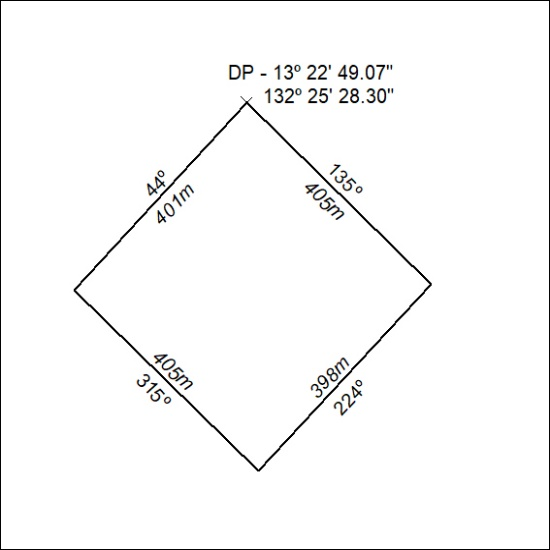 DP - 13º 22' 49.07"
132º 25' 28.30"
44º
401m
135º
405m
405m
315º
398m
224º